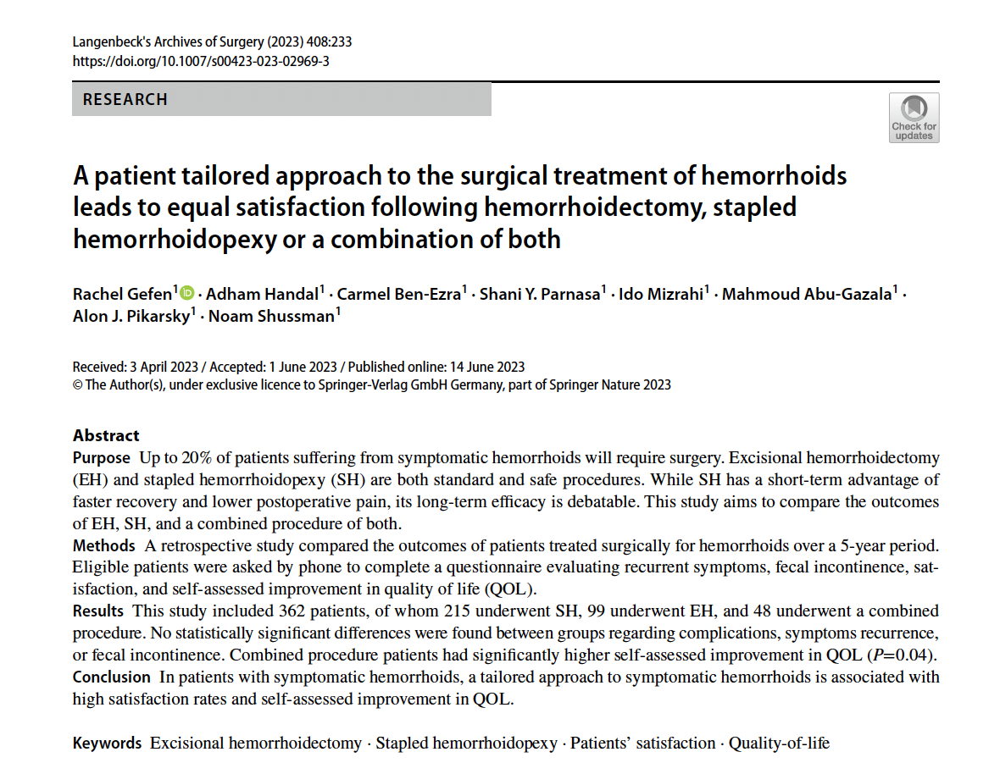 Langenbeck's Archives of Surgery (2023) 408:233
https://doi.org/10.1007/s00423-023-02969-3
RESEARCH
Check for
updates
A patient tailored approach to the surgical treatment of hemorrhoids
leads to equal satisfaction following hemorrhoidectomy, stapled
hemorrhoidopexy or a combination of both
Rachel Gefen1 iD · Adham Handal1 · Carmel Ben-Ezra1 · Shani Y. Parnasa1 · Ido Mizrahi1 · Mahmoud Abu-Gazala1 ·
Alon J. Pikarsky1 · Noam Shussman1
Received: 3 April 2023 / Accepted: 1 June 2023 / Published online: 14 June 2023
© The Author(s), under exclusive licence to Springer-Verlag GmbH Germany, part of Springer Nature 2023
Abstract
Purpose Up to 20% of patients suffering from symptomatic hemorrhoids will require surgery. Excisional hemorrhoidectomy
(EH) and stapled hemorrhoidopexy (SH) are both standard and safe procedures. While SH has a short-term advantage of
faster recovery and lower postoperative pain, its long-term efficacy is debatable. This study aims to compare the outcomes
of EH, SH, and a combined procedure of both.
Methods A retrospective study compared the outcomes of patients treated surgically for hemorrhoids over a 5-year period.
Eligible patients were asked by phone to complete a questionnaire evaluating recurrent symptoms, fecal incontinence, sat-
isfaction, and self-assessed improvement in quality of life (QOL).
Results This study included 362 patients, of whom 215 underwent SH, 99 underwent EH, and 48 underwent a combined
procedure. No statistically significant differences were found between groups regarding complications, symptoms recurrence,
or fecal incontinence. Combined procedure patients had significantly higher self-assessed improvement in QOL (P=0.04).
Conclusion In patients with symptomatic hemorrhoids, a tailored approach to symptomatic hemorrhoids is associated with
high satisfaction rates and self-assessed improvement in QOL.
Keywords Excisional hemorrhoidectomy · Stapled hemorrhoidopexy · Patients' satisfaction · Quality-of-life